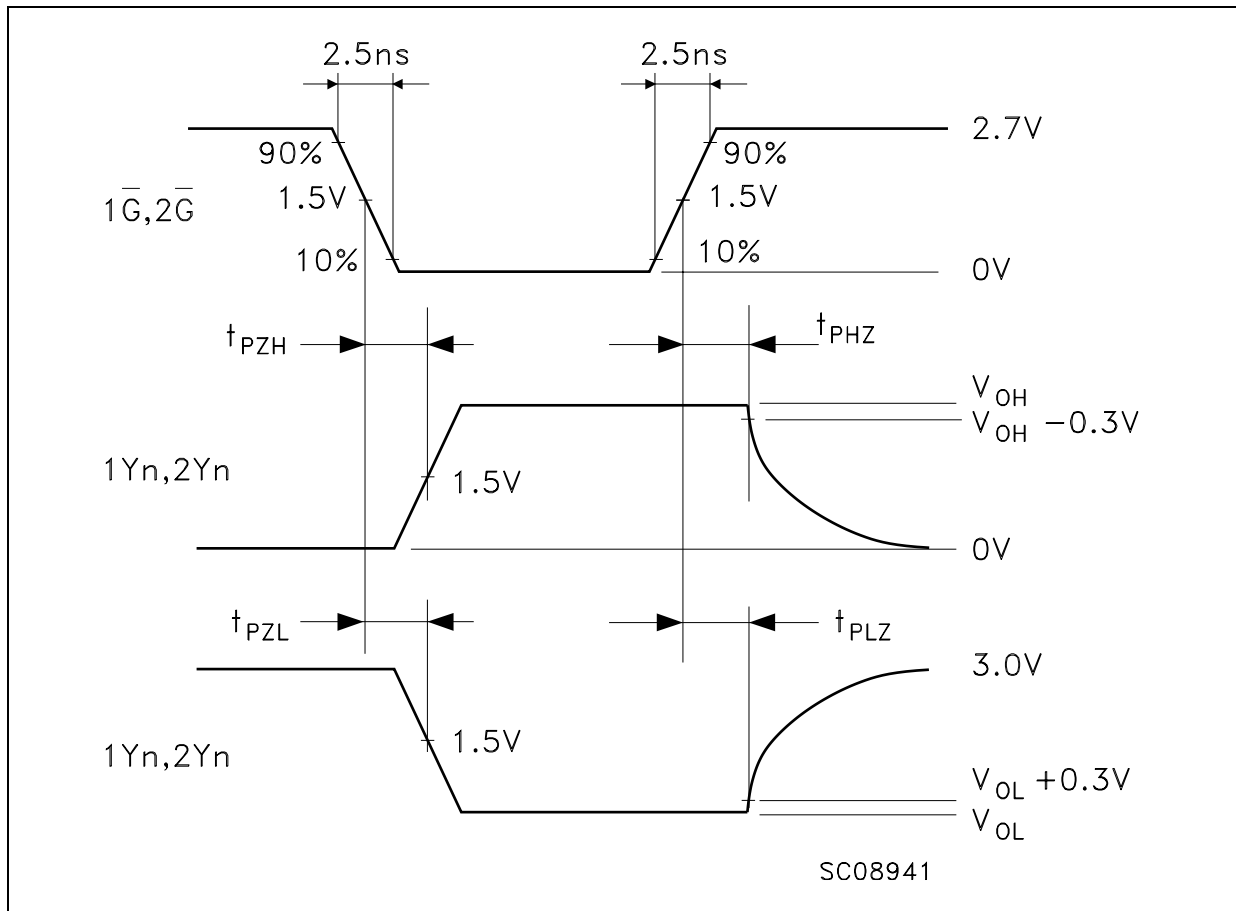 2.5ns 2.5ns
2.7V
90% 90%
1G̅,2G̅ 1.5V 1.5V
10% 10%
0V
tPZH tPHZ
VOH
VOH −0.3V
1Yn,2Yn 1.5V
0V
tPZL tPLZ
3.0V
1Yn,2Yn 1.5V
VOL +0.3V
VOL
SC08941